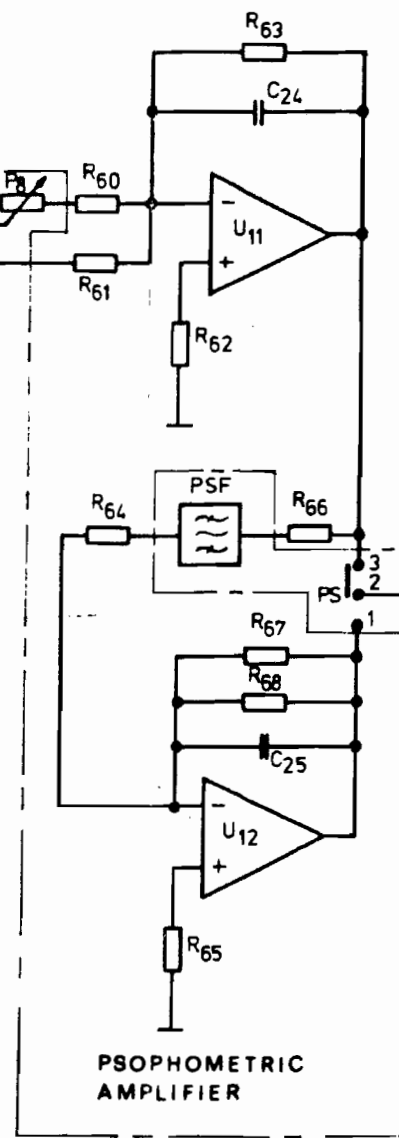 R63
C24
P8
R60
U11
R61
R62
PSF
R64
R66
3
PS 2
1
R67
R68
C25
U12
R65
PSOPHOMETRIC
AMPLIFIER